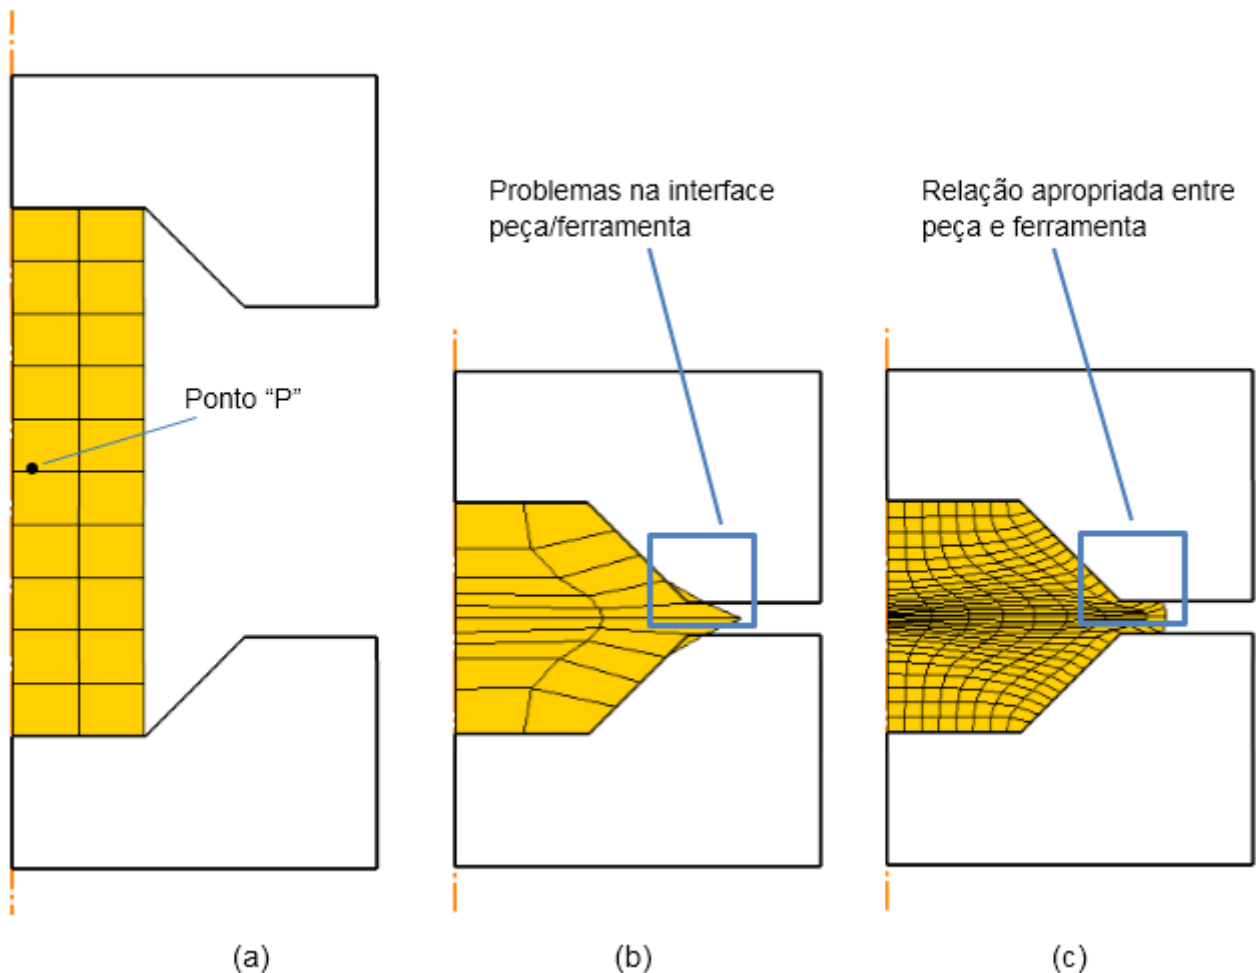 Problemas na interface
peça/ferramenta
Relação apropriada entre
peça e ferramenta
Ponto “P”
(a)
(b)
(c)